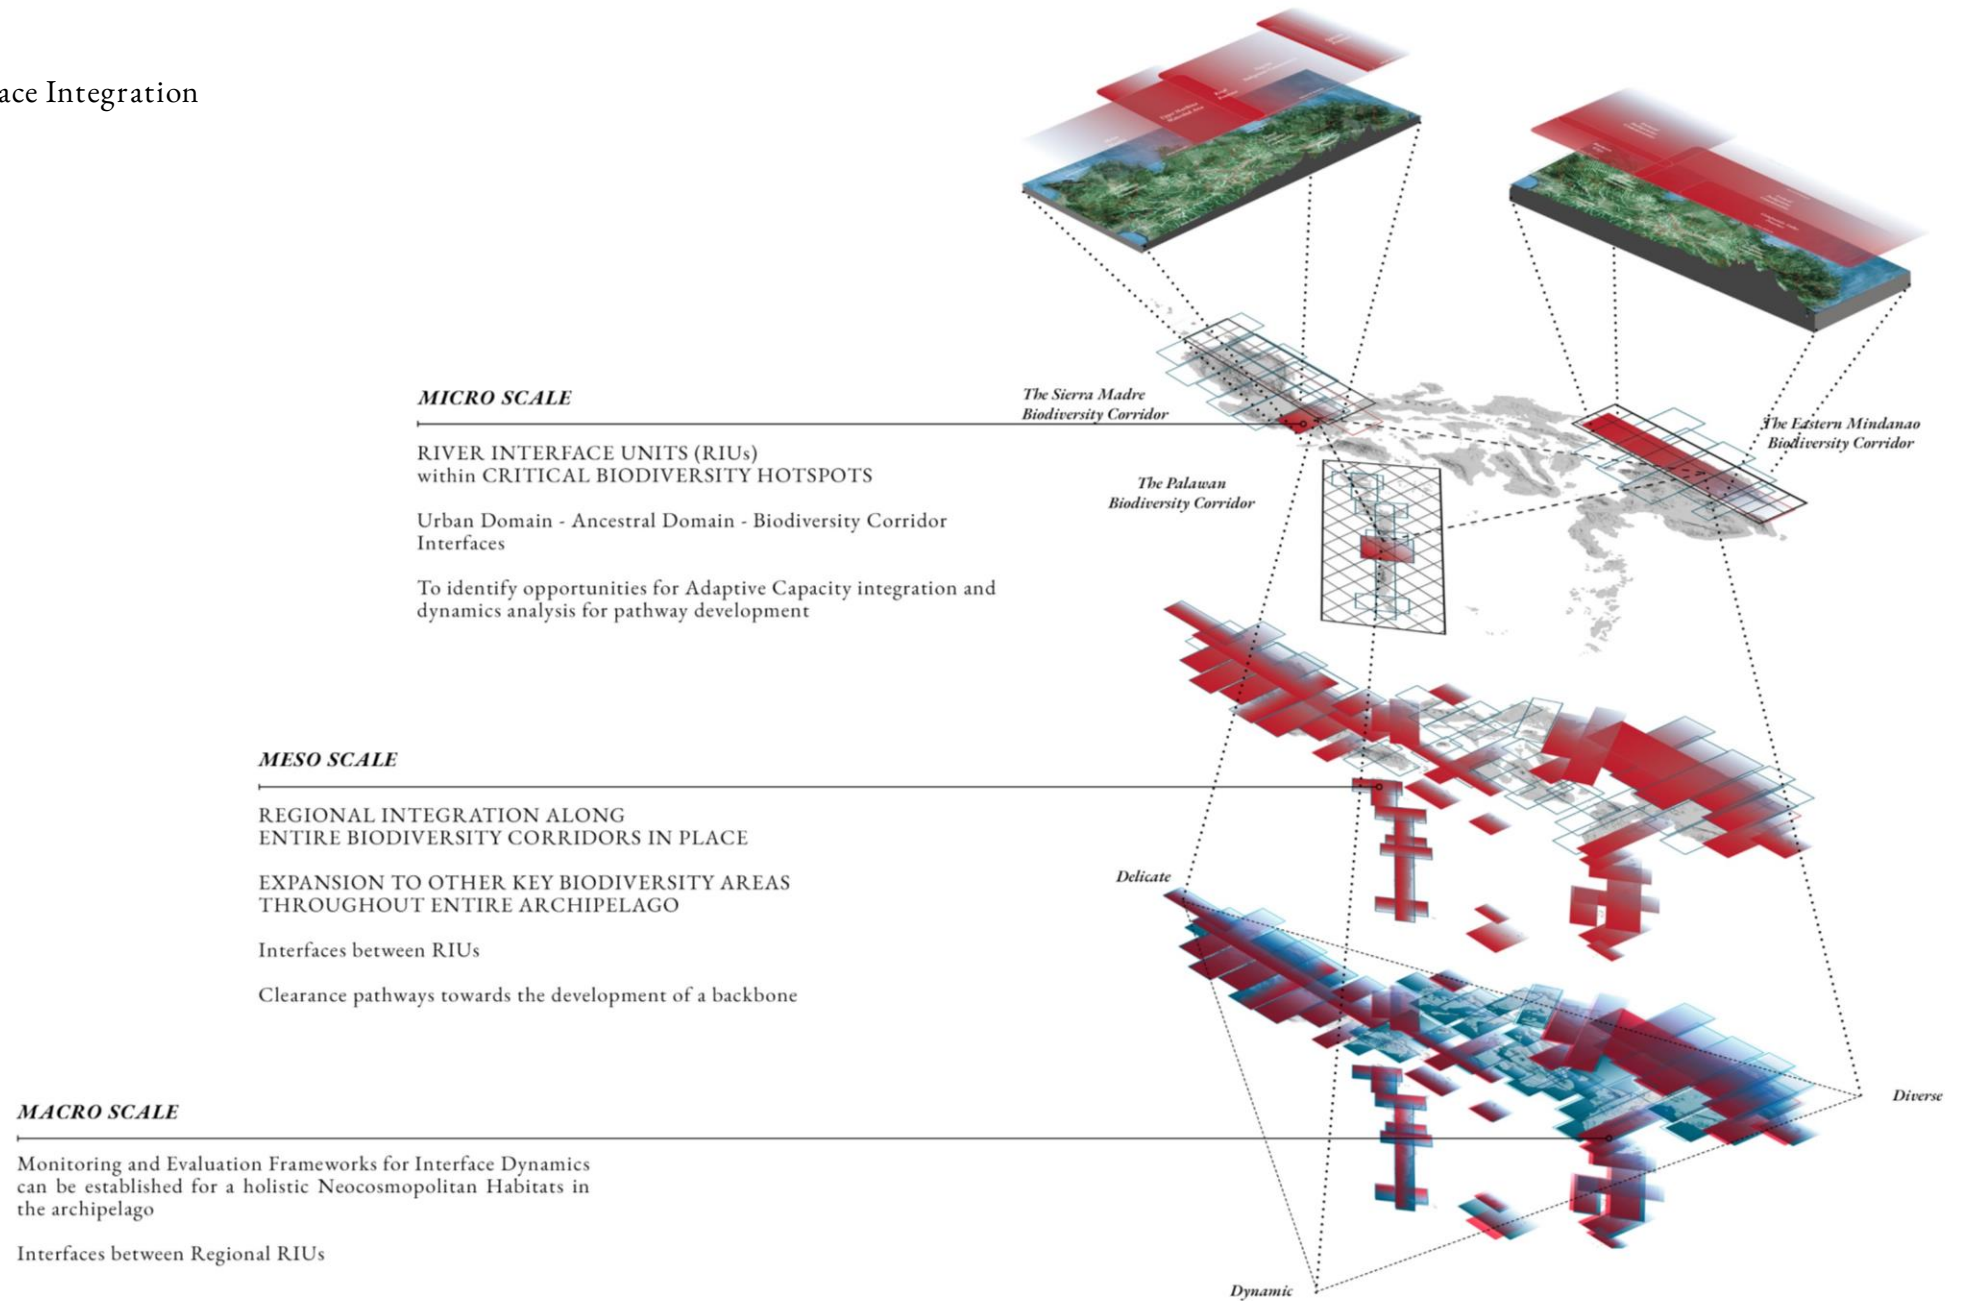 ace Integration
MICRO SCALE
RIVER INTERFACE UNITS (RIUs)
within CRITICAL BIODIVERSITY HOTSPOTS
Urban Domain - Ancestral Domain - Biodiversity Corridor
Interfaces
To identify opportunities for Adaptive Capacity integration and
dynamics analysis for pathway development
The Sierra Madre
Biodiversity Corridor
The Palawan
Biodiversity Corridor
The Eastern Mindanao
Biodiversity Corridor
MESO SCALE
REGIONAL INTEGRATION ALONG
ENTIRE BIODIVERSITY CORRIDORS IN PLACE
EXPANSION TO OTHER KEY BIODIVERSITY AREAS
THROUGHOUT ENTIRE ARCHIPELAGO
Interfaces between RIUs
Clearance pathways towards the development of a backbone
Delicate
Diverse
Dynamic
MACRO SCALE
Monitoring and Evaluation Frameworks for Interface Dynamics
can be established for a holistic Neocosmopolitan Habitats in
the archipelago
Interfaces between Regional RIUs